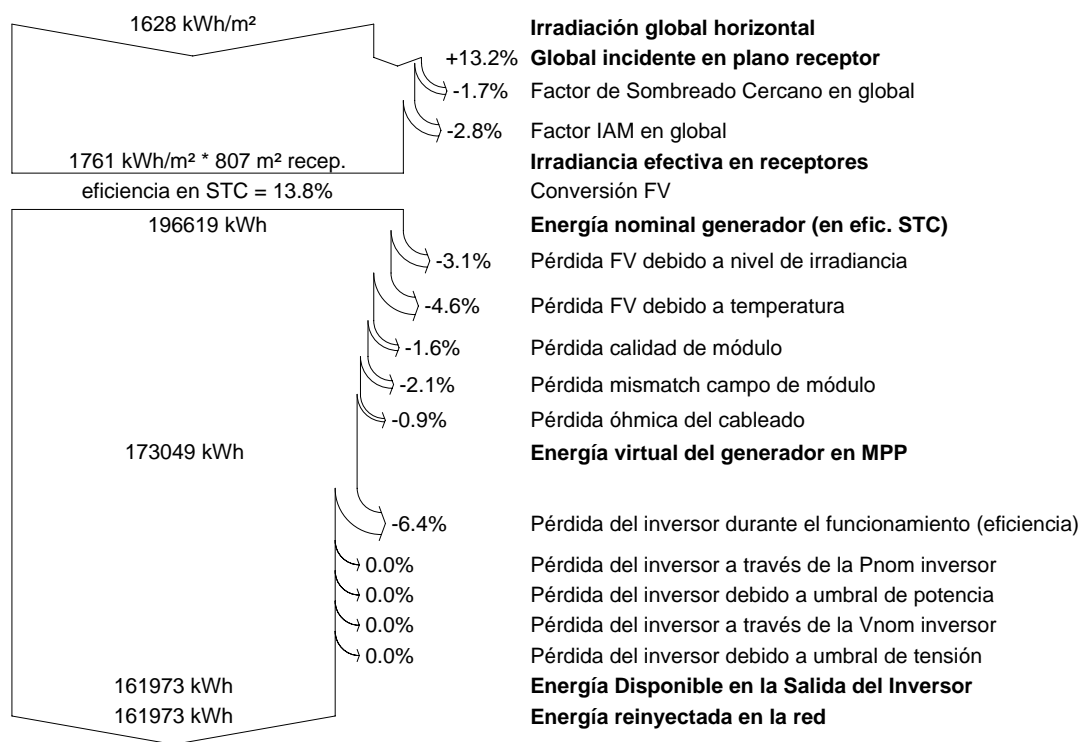 1628 kWh/m² Irradiación global horizontal
+13.2% Global incidente en plano receptor
-1.7% Factor de Sombreado Cercano en global
-2.8% Factor IAM en global
1761 kWh/m² * 807 m² recep. Irradiancia efectiva en receptores
eficiencia en STC = 13.8% Conversión FV
196619 kWh Energía nominal generador (en efic. STC)
-3.1% Pérdida FV debido a nivel de irradiancia
-4.6% Pérdida FV debido a temperatura
-1.6% Pérdida calidad de módulo
-2.1% Pérdida mismatch campo de módulo
-0.9% Pérdida óhmica del cableado
173049 kWh Energía virtual del generador en MPP
-6.4% Pérdida del inversor durante el funcionamiento (eficiencia)
0.0% Pérdida del inversor a través de la Pnom inversor
0.0% Pérdida del inversor debido a umbral de potencia
0.0% Pérdida del inversor a través de la Vnom inversor
0.0% Pérdida del inversor debido a umbral de tensión
161973 kWh Energía Disponible en la Salida del Inversor
161973 kWh Energía reinyectada en la red